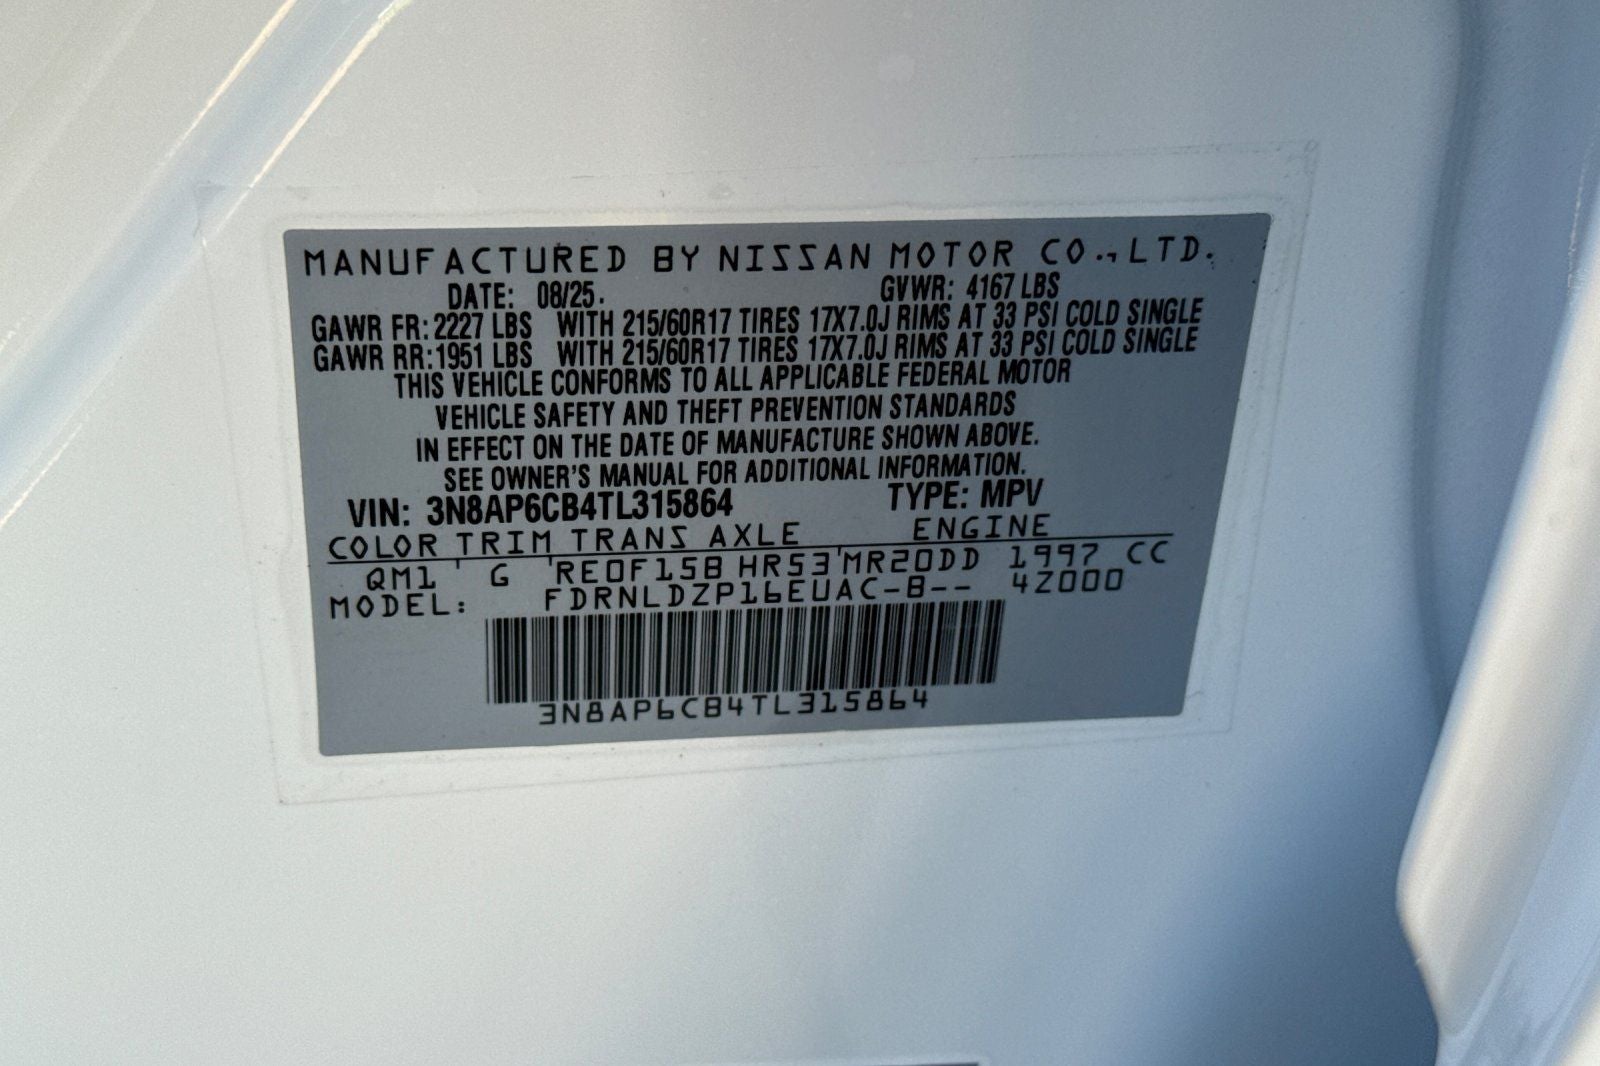 MANUFACTURED BY NISSAN MOTOR CO., LTD.
DATE: 08/25. GVWR: 4167 LBS
GAWR FR: 2227 LBS WITH 215/60R17 TIRES 17X7.0J RIMS AT 33 PSI COLD SINGLE
GAWR RR: 1951 LBS WITH 215/60R17 TIRES 17X7.0J RIMS AT 33 PSI COLD SINGLE
THIS VEHICLE CONFORMS TO ALL APPLICABLE FEDERAL MOTOR
VEHICLE SAFETY AND THEFT PREVENTION STANDARDS
IN EFFECT ON THE DATE OF MANUFACTURE SHOWN ABOVE.
SEE OWNER'S MANUAL FOR ADDITIONAL INFORMATION.
VIN: 3N8AP6CB4TL315864 TYPE: MPV
COLOR TRIM TRANS AXLE ENGINE
QM1 ' G 'RE0F15B HR53'MR20DD 1997 CC
MODEL: FDRNLDZP16EUAC-B-- 4Z000
3N8AP6CB4TL315864